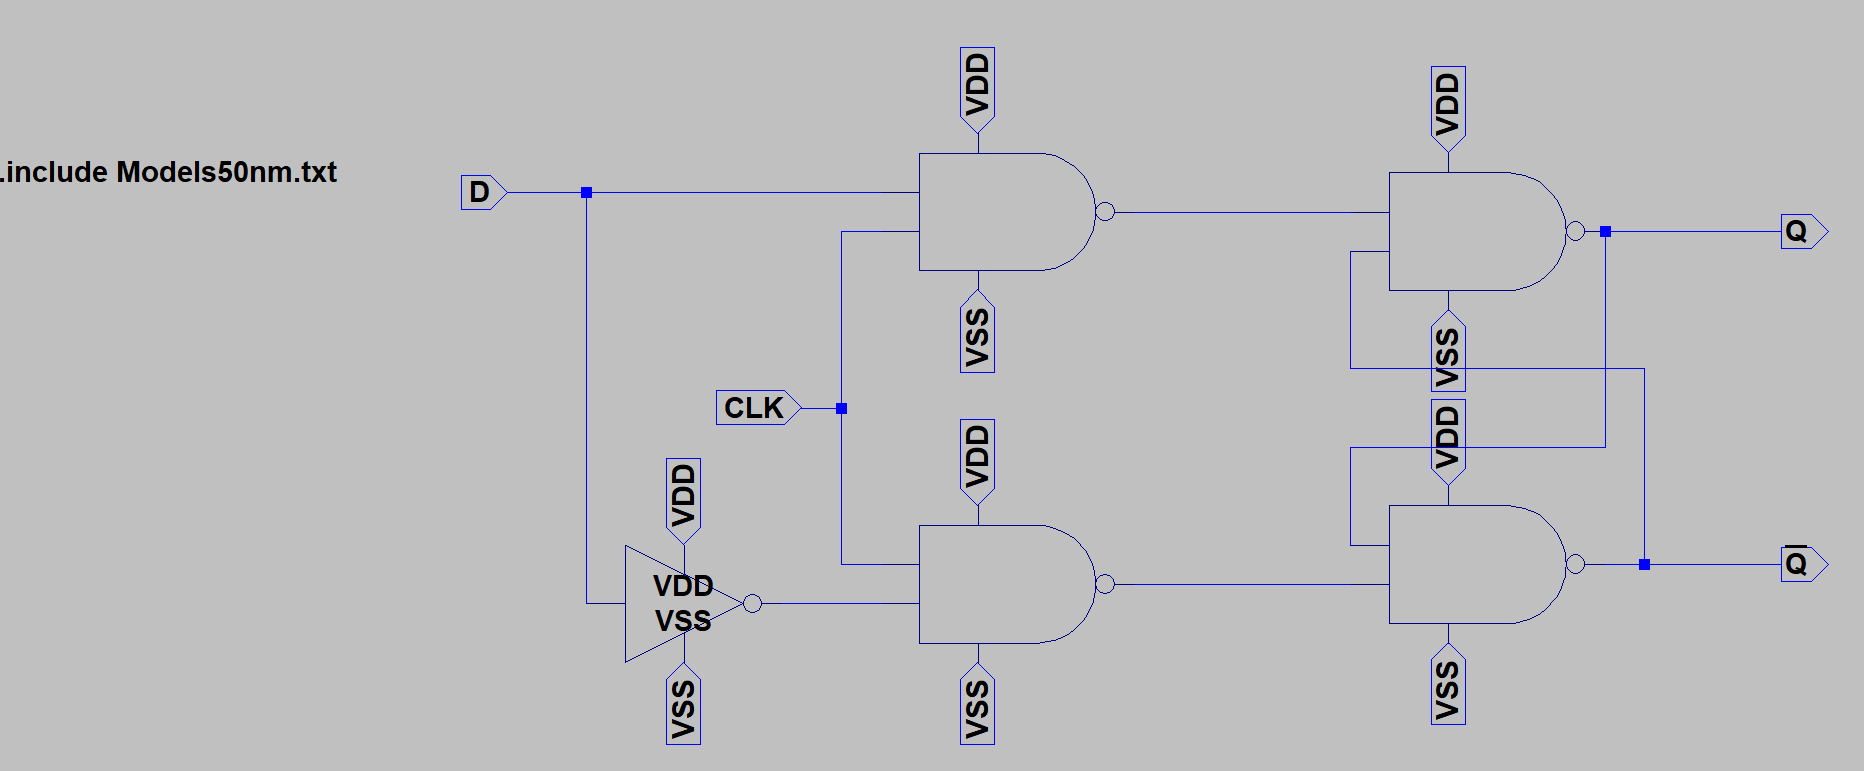 .include Models50nm.txt
D
VDD
VSS
VDD
VSS
Q
CLK
VDD
VSS
VDD
VSS
VDD
VSS
VDD
VSS
Q̅